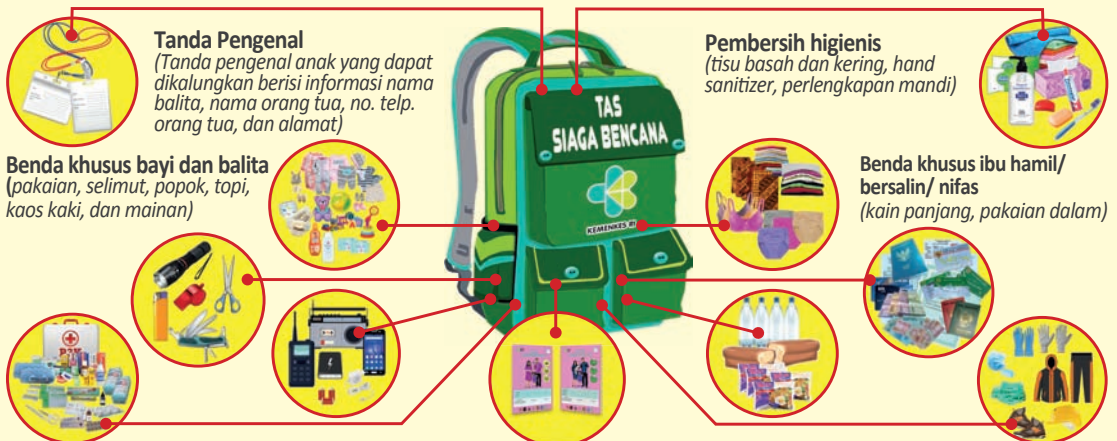 Tanda Pengenal
(Tanda pengenal anak yang dapat
dikalungkan berisi informasi nama
balita, nama orang tua, no. telp.
orang tua, dan alamat)
Benda khusus bayi dan balita
(pakaian, selimut, popok, topi,
kaos kaki, dan mainan)
TAS
SIAGA BENCANA
KEMENKES RI
Pembersih higienis
(tisu basah dan kering, hand
sanitizer, perlengkapan mandi)
Benda khusus ibu hamil/
bersalin/ nifas
(kain panjang, pakaian dalam)
P3K